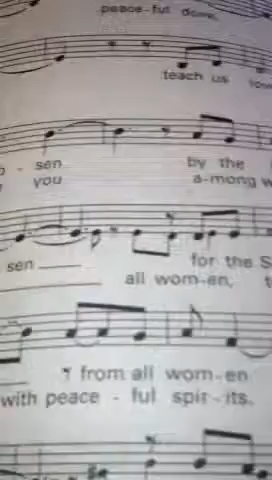 peace-ful dove,
teach us
sen by the
you a-mong
sen for the S
all wom-en,
from all wom-en
with peace - ful spir-its.